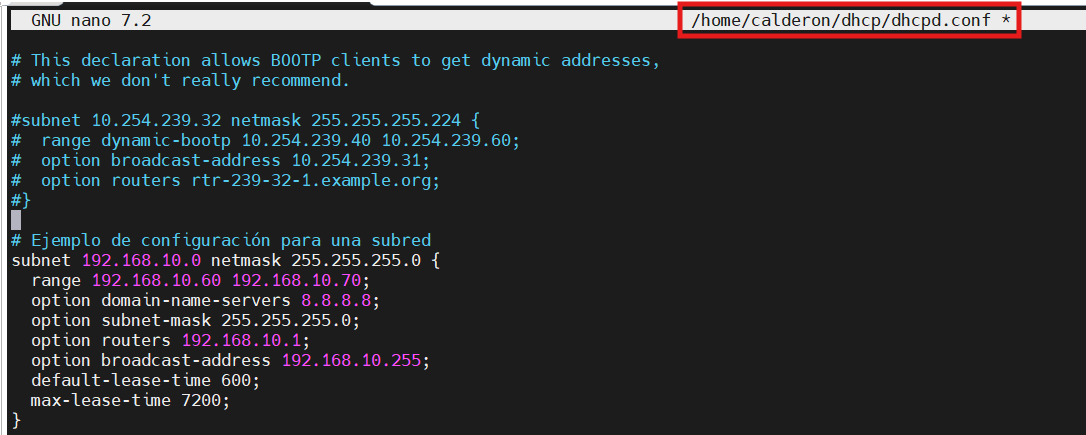 GNU nano 7.2 /home/calderon/dhcp/dhcpd.conf *
# This declaration allows BOOTP clients to get dynamic addresses,
# which we don't really recommend.
#subnet 10.254.239.32 netmask 255.255.255.224 {
#  range dynamic-bootp 10.254.239.40 10.254.239.60;
#  option broadcast-address 10.254.239.31;
#  option routers rtr-239-32-1.example.org;
#}
# Ejemplo de configuración para una subred
subnet 192.168.10.0 netmask 255.255.255.0 {
  range 192.168.10.60 192.168.10.70;
  option domain-name-servers 8.8.8.8;
  option subnet-mask 255.255.255.0;
  option routers 192.168.10.1;
  option broadcast-address 192.168.10.255;
  default-lease-time 600;
  max-lease-time 7200;
}